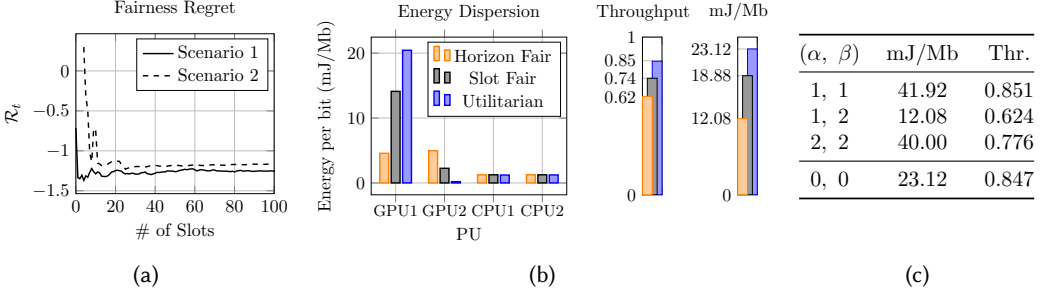 Fairness Regret
0
−0.5
−1
−1.5
R_t
Scenario 1
Scenario 2
0 20 40 60 80 100
# of Slots
(a)
Energy Dispersion
Energy per bit (mJ/Mb)
20
10
0
Horizon Fair
Slot Fair
Utilitarian
GPU1 GPU2 CPU1 CPU2
PU
Throughput
1
0.85
0.74
0.62
0
mJ/Mb
23.12
18.88
12.08
0
(b)
(α, β) mJ/Mb Thr.
1, 1 41.92 0.851
1, 2 12.08 0.624
2, 2 40.00 0.776
0, 0 23.12 0.847
(c)